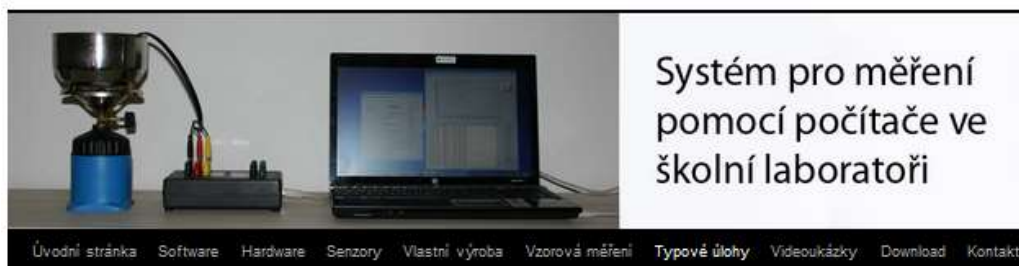 Systém pro měření
pomocí počítače ve
školní laboratoři
Úvodní stránka Software Hardware Senzory Vlastní výroba Vzorová měření Typové úlohy Videoukázky Download Kontakt